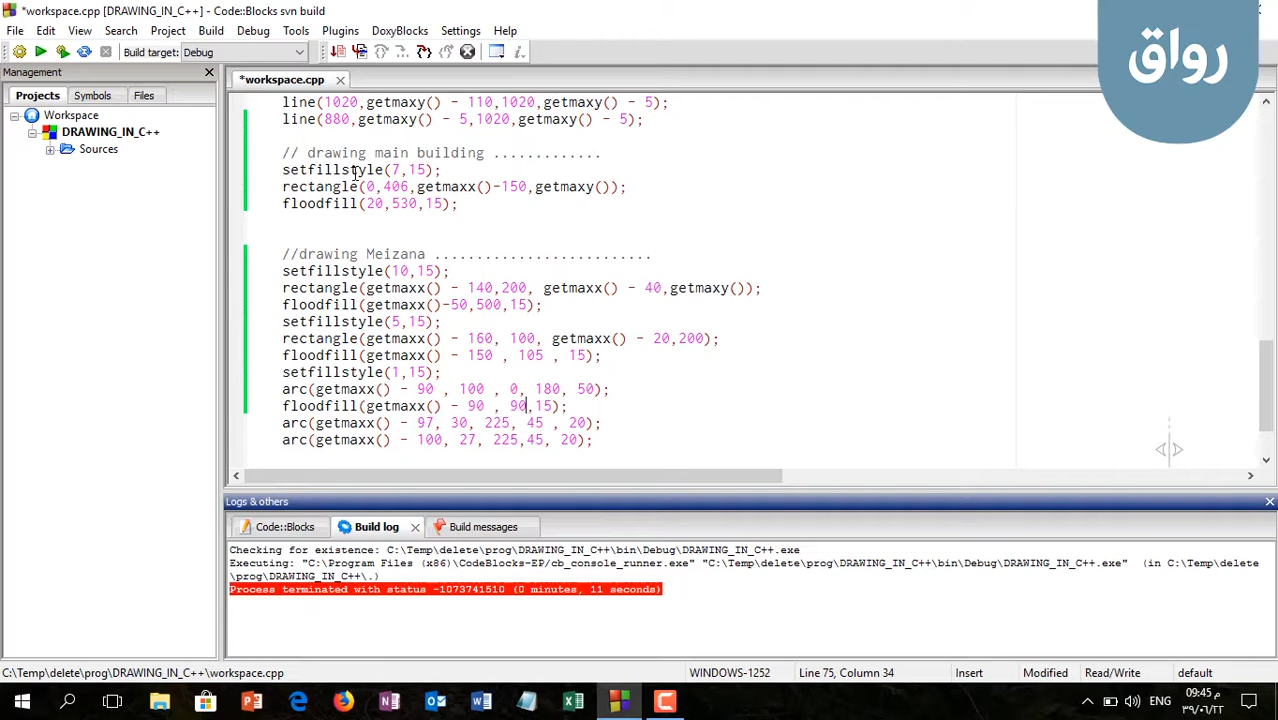 *workspace.cpp [DRAWING_IN_C++] - Code::Blocks svn build
رواق
File Edit View Search Project Build Debug Tools Plugins DoxyBlocks Settings Help
Build target: Debug
Management
*workspace.cpp
Projects Symbols Files
Workspace
DRAWING_IN_C++
Sources
line(1020,getmaxy() - 110,1020,getmaxy() - 5);
line(880,getmaxy() - 5,1020,getmaxy() - 5);
// drawing main building .............
setfillstyle(7,15);
rectangle(0,406,getmaxx()-150,getmaxy());
floodfill(20,530,15);
//drawing Meizana ...........................
setfillstyle(10,15);
rectangle(getmaxx() - 140,200, getmaxx() - 40,getmaxy());
floodfill(getmaxx()-50,500,15);
setfillstyle(5,15);
rectangle(getmaxx() - 160, 100, getmaxx() - 20,200);
floodfill(getmaxx() - 150 , 105 , 15);
setfillstyle(1,15);
arc(getmaxx() - 90 , 100 , 0, 180, 50);
floodfill(getmaxx() - 90 , 90,15);
arc(getmaxx() - 97, 30, 225, 45 , 20);
arc(getmaxx() - 100, 27, 225,45, 20);
Logs & others
Code::Blocks Build log Build messages
Checking for existence: C:\Temp\delete\prog\DRAWING_IN_C++\bin\Debug\DRAWING_IN_C++.exe
Executing: "C:\Program Files (x86)\CodeBlocks-EP/cb_console_runner.exe" "C:\Temp\delete\prog\DRAWING_IN_C++\bin\Debug\DRAWING_IN_C++.exe" (in C:\Temp\delete
\prog\DRAWING_IN_C++\.)
Process terminated with status -1073741510 (0 minutes, 11 seconds)
C:\Temp\delete\prog\DRAWING_IN_C++\workspace.cpp WINDOWS-1252 Line 75, Column 34 Insert Modified Read/Write default
ENG
09:45 م
٣٩/٠٦/٢٢